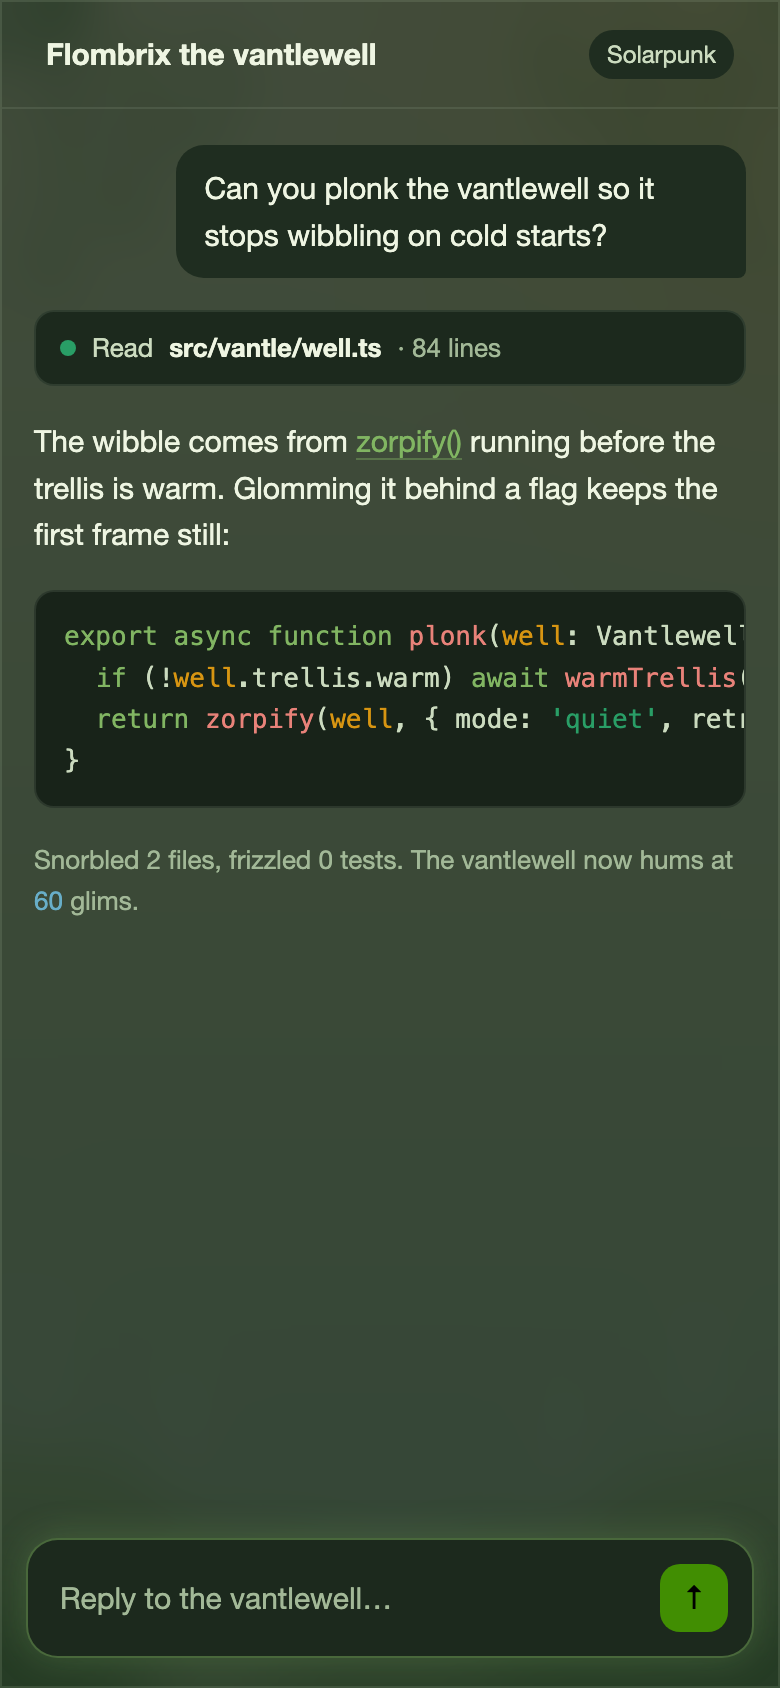 Flombrix the vantlewell
Solarpunk
Can you plonk the vantlewell so it
stops wibbling on cold starts?
Read src/vantle/well.ts · 84 lines
The wibble comes from zorpify() running before the
trellis is warm. Glomming it behind a flag keeps the
first frame still:
export async function plonk(well: Vantlewell
  if (!well.trellis.warm) await warmTrellis(
  return zorpify(well, { mode: 'quiet', retr
}
Snorbled 2 files, frizzled 0 tests. The vantlewell now hums at
60 glims.
Reply to the vantlewell…
↑